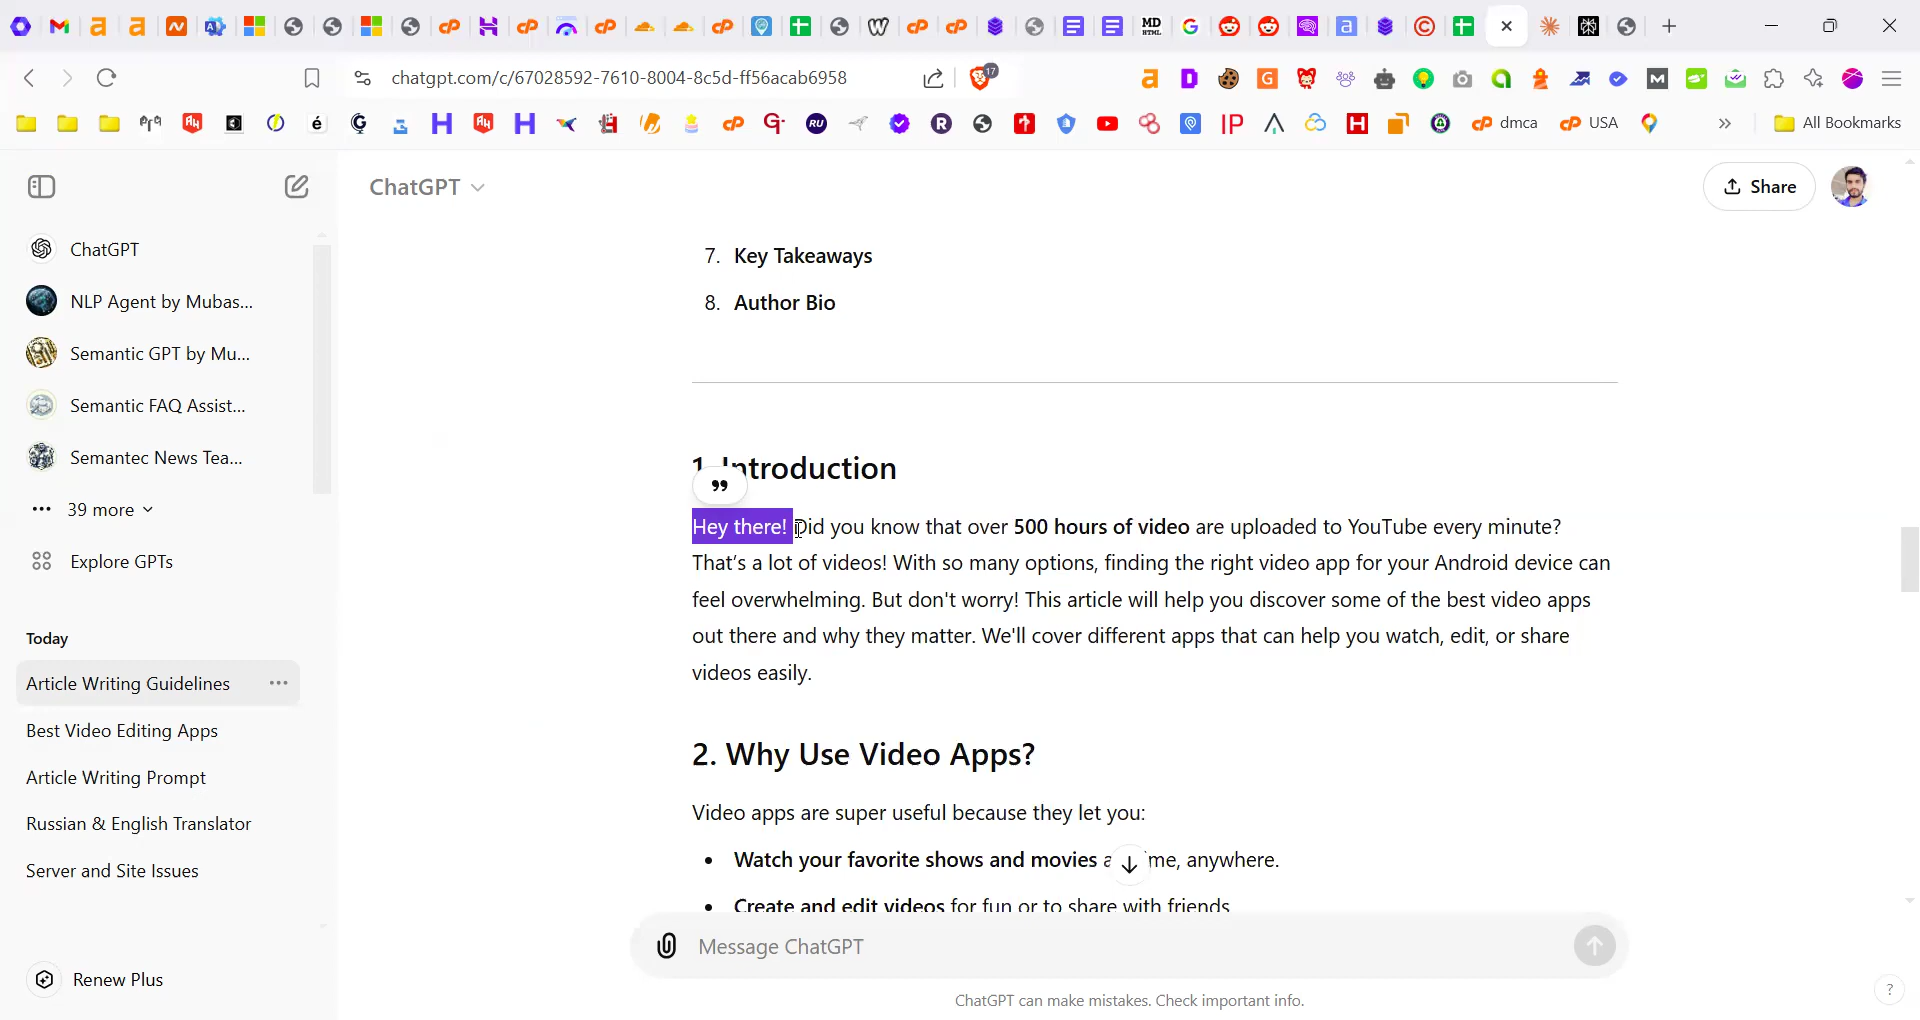 chatgpt.com/c/67028592-7610-8004-8c5d-ff56acab6958
17
dmca
USA
All Bookmarks
ChatGPT
Share
ChatGPT
NLP Agent by Mubas...
Semantic GPT by Mu...
Semantic FAQ Assist...
Semantec News Tea...
39 more
Explore GPTs
Today
Article Writing Guidelines
Best Video Editing Apps
Article Writing Prompt
Russian & English Translator
Server and Site Issues
Renew Plus
7. Key Takeaways
8. Author Bio
1. Introduction
Hey there! Did you know that over 500 hours of video are uploaded to YouTube every minute?
That’s a lot of videos! With so many options, finding the right video app for your Android device can
feel overwhelming. But don't worry! This article will help you discover some of the best video apps
out there and why they matter. We'll cover different apps that can help you watch, edit, or share
videos easily.
2. Why Use Video Apps?
Video apps are super useful because they let you:
• Watch your favorite shows and movies a me, anywhere.
• Create and edit videos for fun or to share with friends
Message ChatGPT
ChatGPT can make mistakes. Check important info.
?